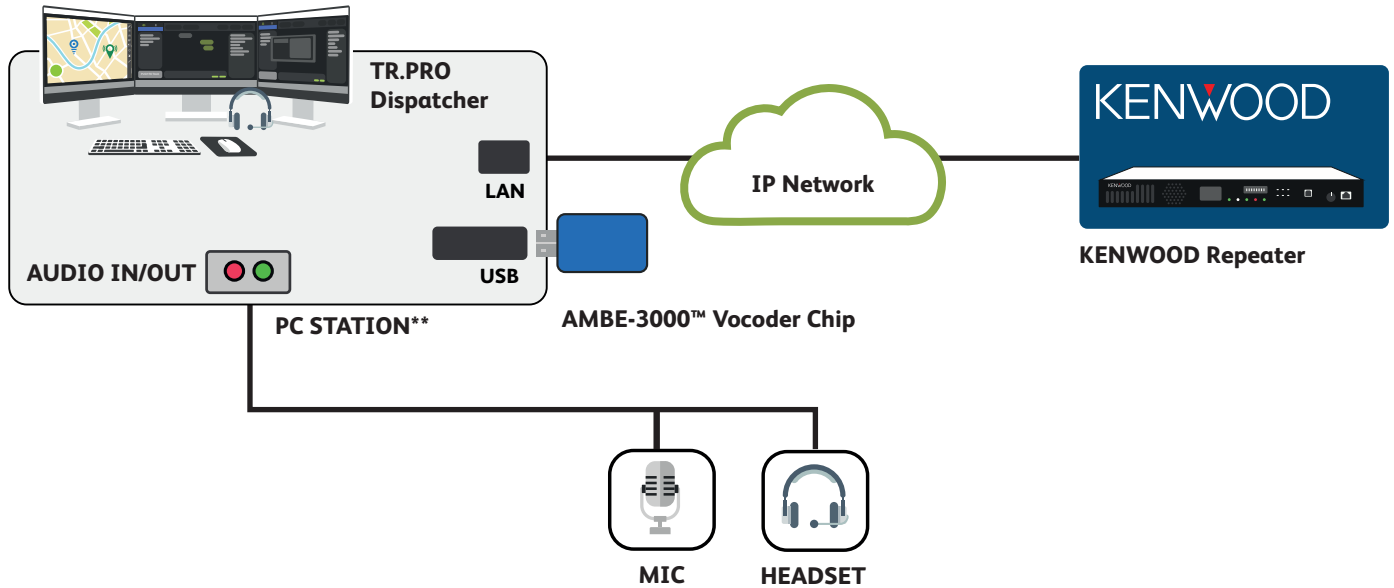 TR.PRO
Dispatcher
LAN
USB
AUDIO IN/OUT
PC STATION**
AMBE-3000™ Vocoder Chip
IP Network
KENWOOD
KENWOOD
KENWOOD Repeater
MIC
HEADSET